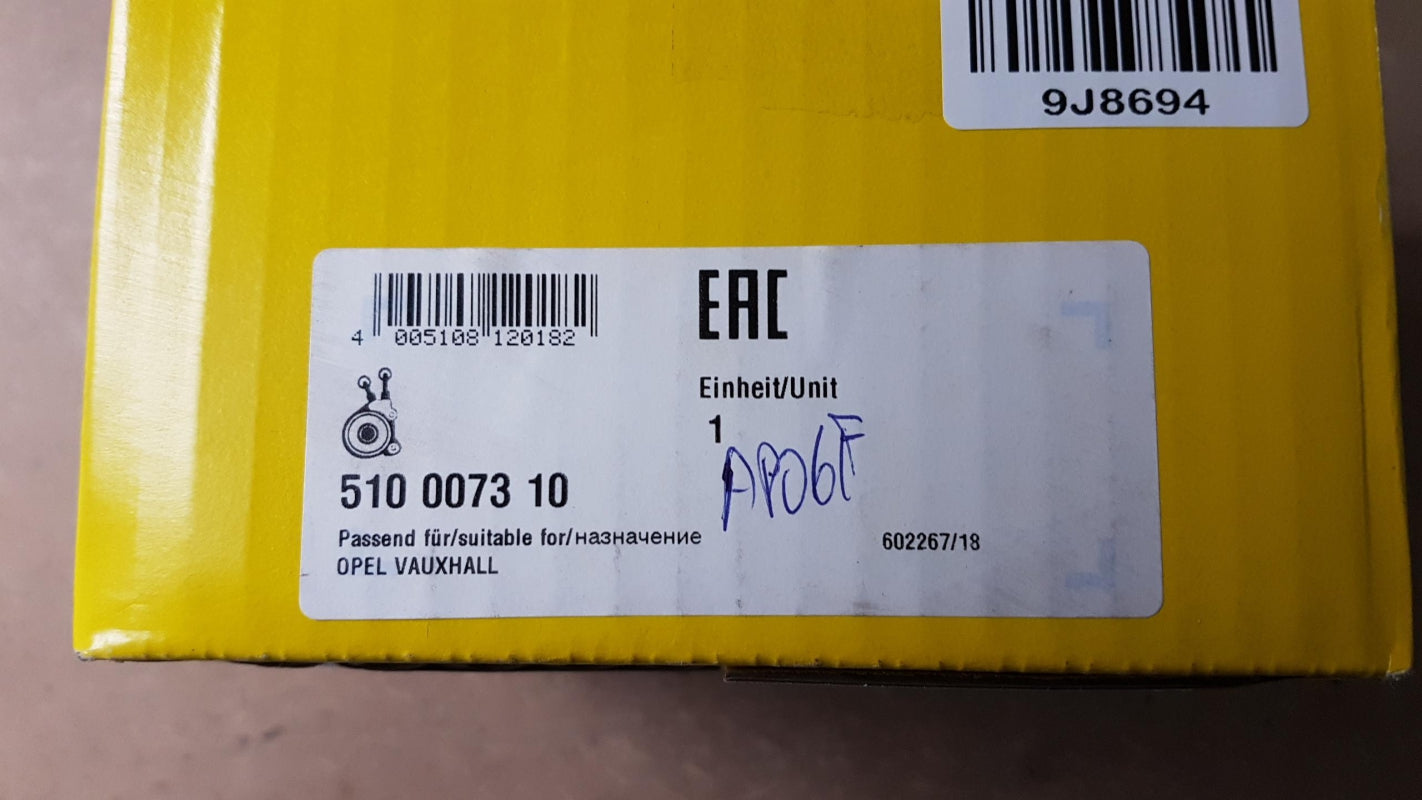 9J8694
4 005108 120182
EAC
Einheit/Unit
1
AP06F
510 0073 10
Passend für/suitable for/назначение
602267/18
OPEL VAUXHALL